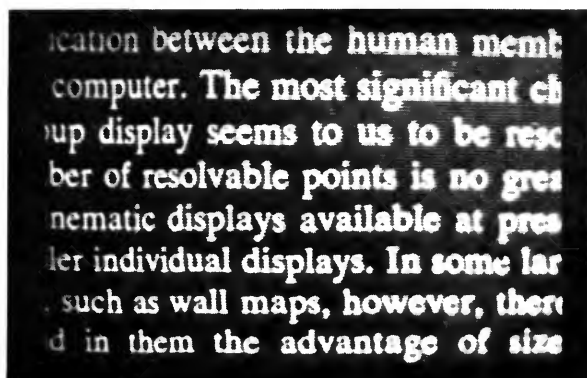 ication between the human memb
computer. The most significant ch
oup display seems to us to be reso
ber of resolvable points is no grea
nematic displays available at pres
ler individual displays. In some lar
such as wall maps, however, there
d in them the advantage of size